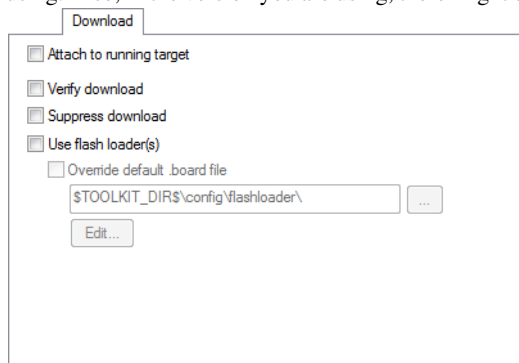 Download
Attach to running target
Verify download
Suppress download
Use flash loader(s)
Override default .board file
$TOOLKIT_DIR$\config\flashloader\
...
Edit...